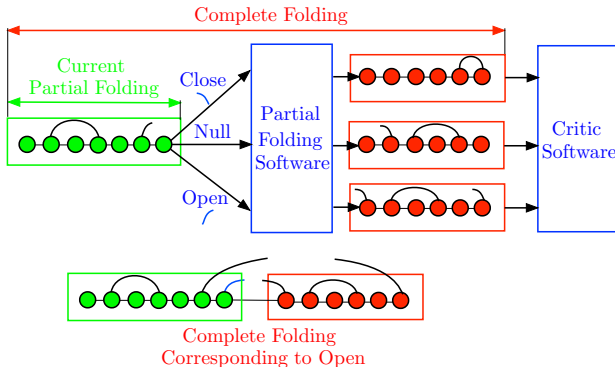 Complete Folding
Current
Partial Folding
Close
Null
Open
Partial
Folding
Software
Critic
Software
Complete Folding
Corresponding to Open